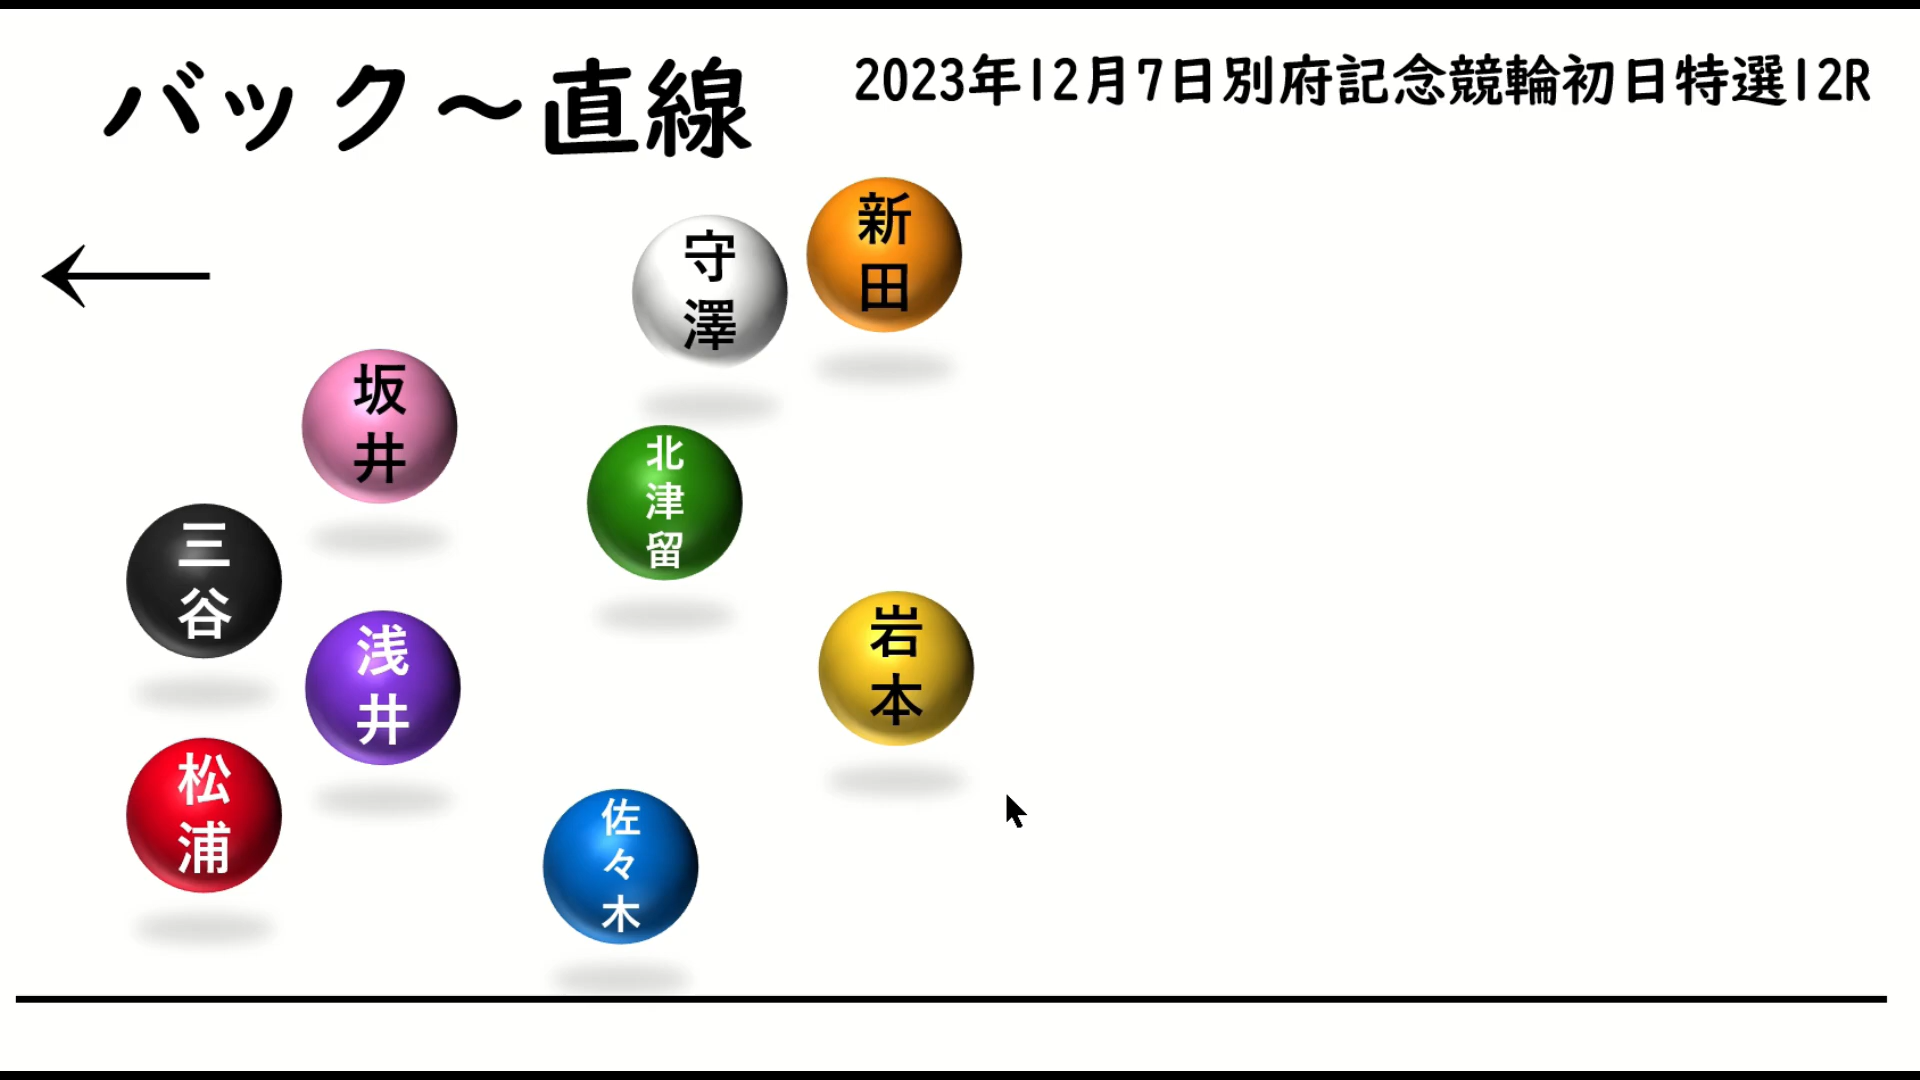 バック～直線
2023年12月7日別府記念競輪初日特選12R
新田
守澤
坂井
北津留
三谷
岩本
浅井
松浦
佐々木